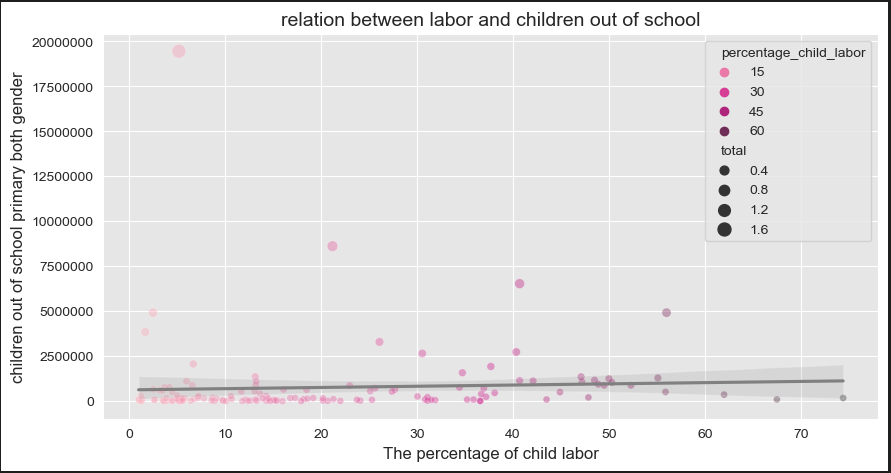 relation between labor and children out of school
children out of school primary both gender
20000000
17500000
15000000
12500000
10000000
7500000
5000000
2500000
0
percentage_child_labor
15
30
45
60
total
0.4
0.8
1.2
1.6
0 10 20 30 40 50 60 70
The percentage of child labor